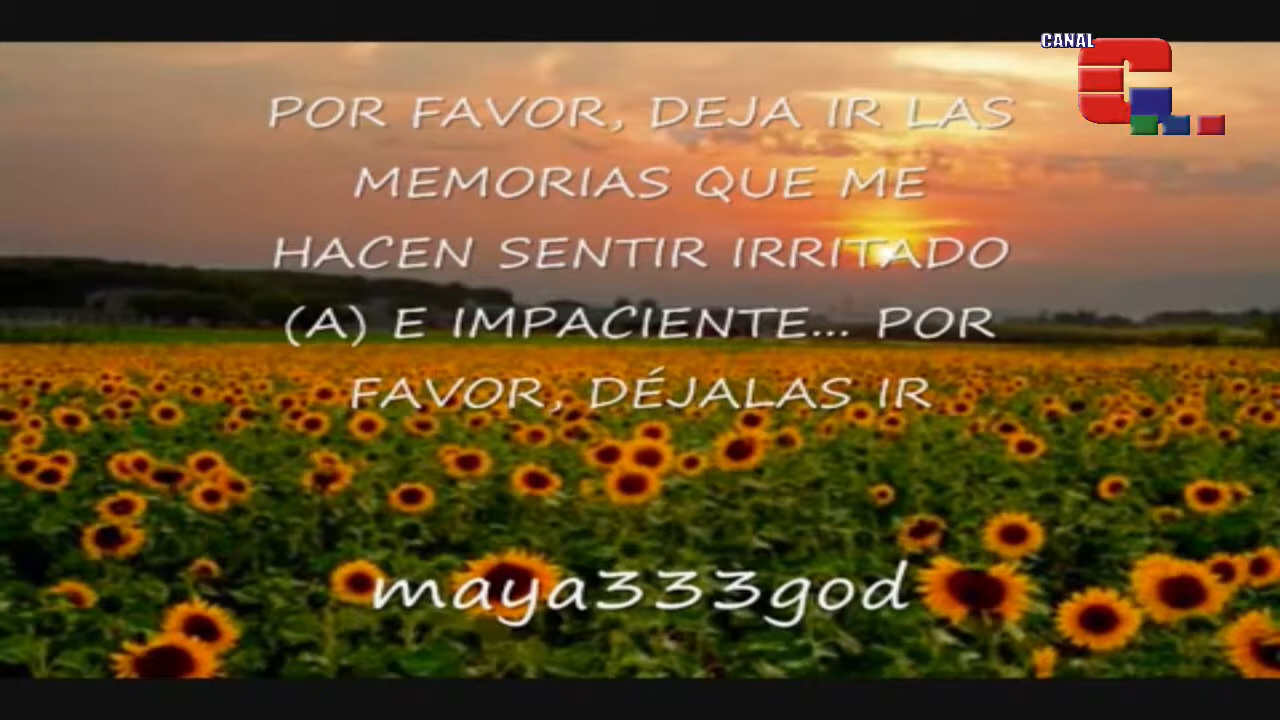 CANAL
POR FAVOR, DEJA IR LAS
MEMORIAS QUE ME
HACEN SENTIR IRRITADO
(A) E IMPACIENTE... POR
FAVOR, DÉJALAS IR
maya333god